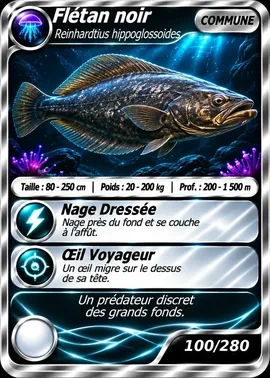 Flétan noir
COMMUNE
Reinhardtius hippoglossoides
Taille : 80 - 250 cm | Poids : 20 - 200 kg | Prof. : 200 - 1 500 m
Nage Dressée
Nage près du fond et se couche
à l'affût.
Œil Voyageur
Un œil migre sur le dessus
de sa tête.
Un prédateur discret
des grands fonds.
100/280